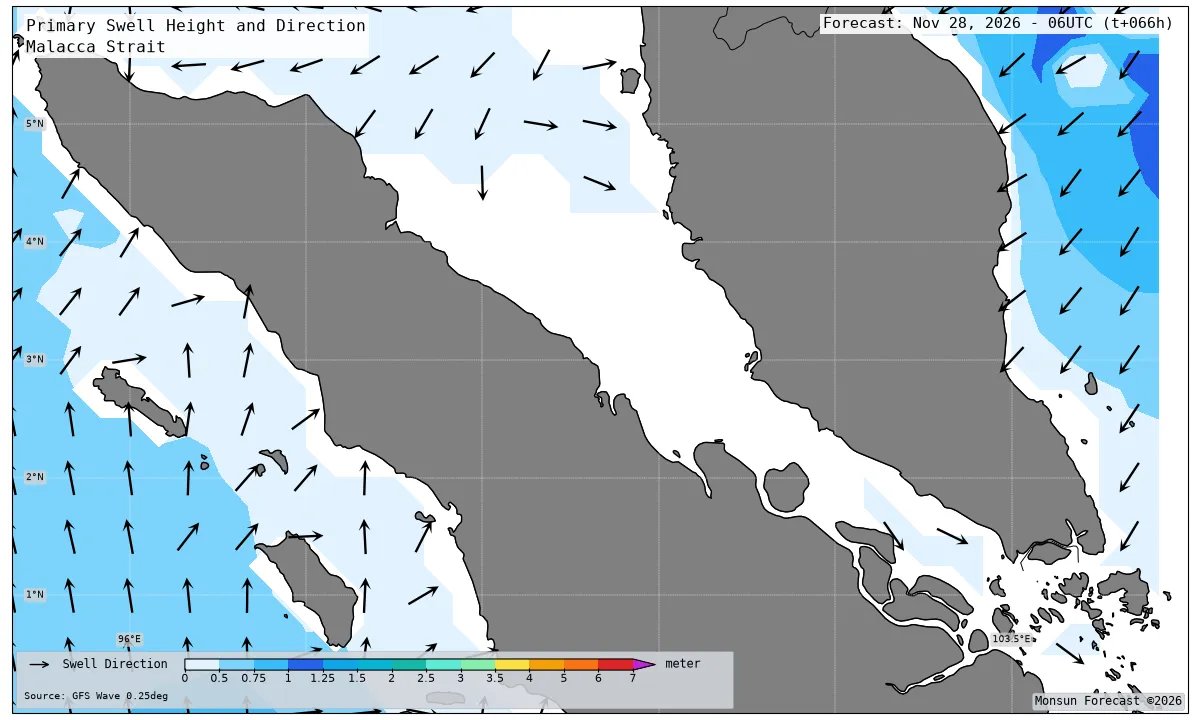 Primary Swell Height and Direction
Malacca Strait
Forecast: Nov 28, 2026 - 06UTC (t+066h)
5°N
4°N
3°N
2°N
1°N
96°E
103.5°E
Swell Direction
0 0.5 0.75 1 1.25 1.5 2 2.5 3 3.5 4 5 6 7
meter
Source: GFS Wave 0.25deg
Monsun Forecast ©2026